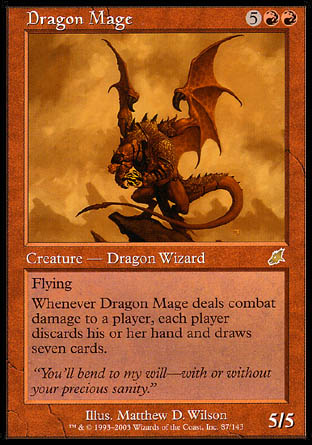 Dragon Mage 5
Creature — Dragon Wizard
Flying
Whenever Dragon Mage deals combat
damage to a player, each player
discards his or her hand and draws
seven cards.
"You'll bend to my will—with or without
your precious sanity."
Illus. Matthew D. Wilson
™ & © 1993-2003 Wizards of the Coast, Inc. 87/143
5/5